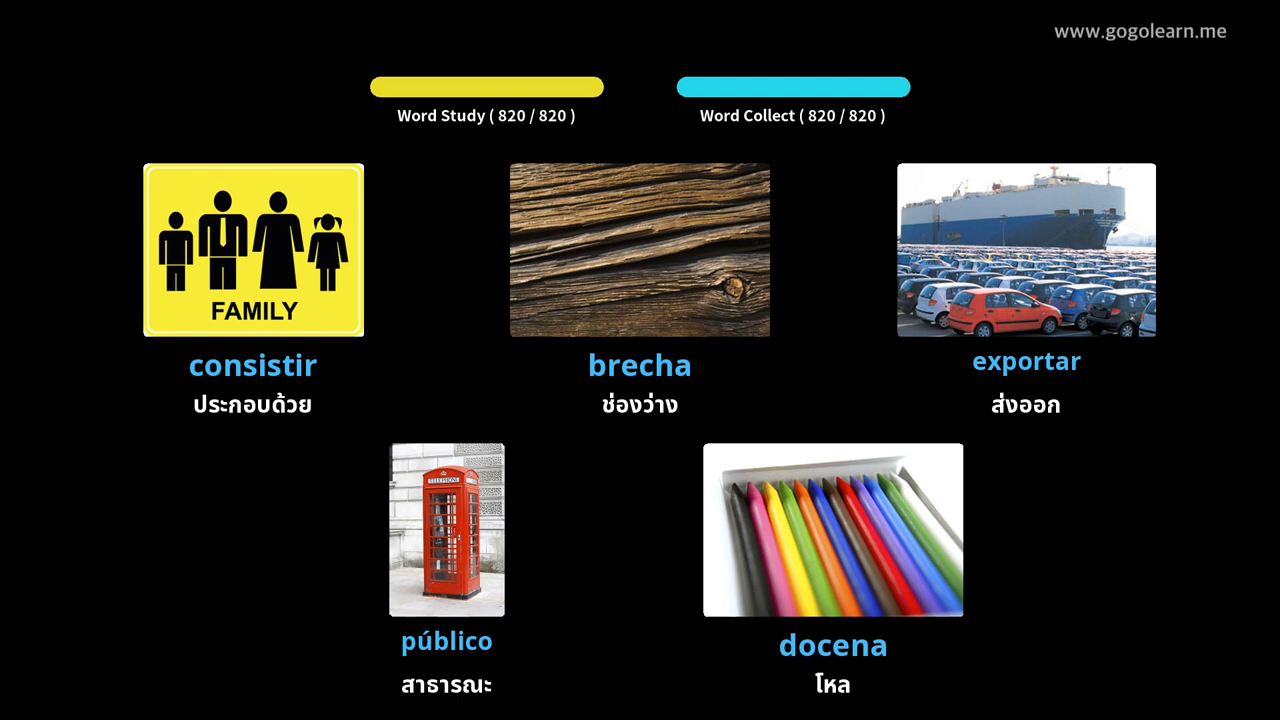 www.gogolearn.me
Word Study ( 820 / 820 )
Word Collect ( 820 / 820 )
FAMILY
consistir
ประกอบด้วย
brecha
ช่องว่าง
exportar
ส่งออก
TELEPHONE
público
สาธารณะ
docena
โหล